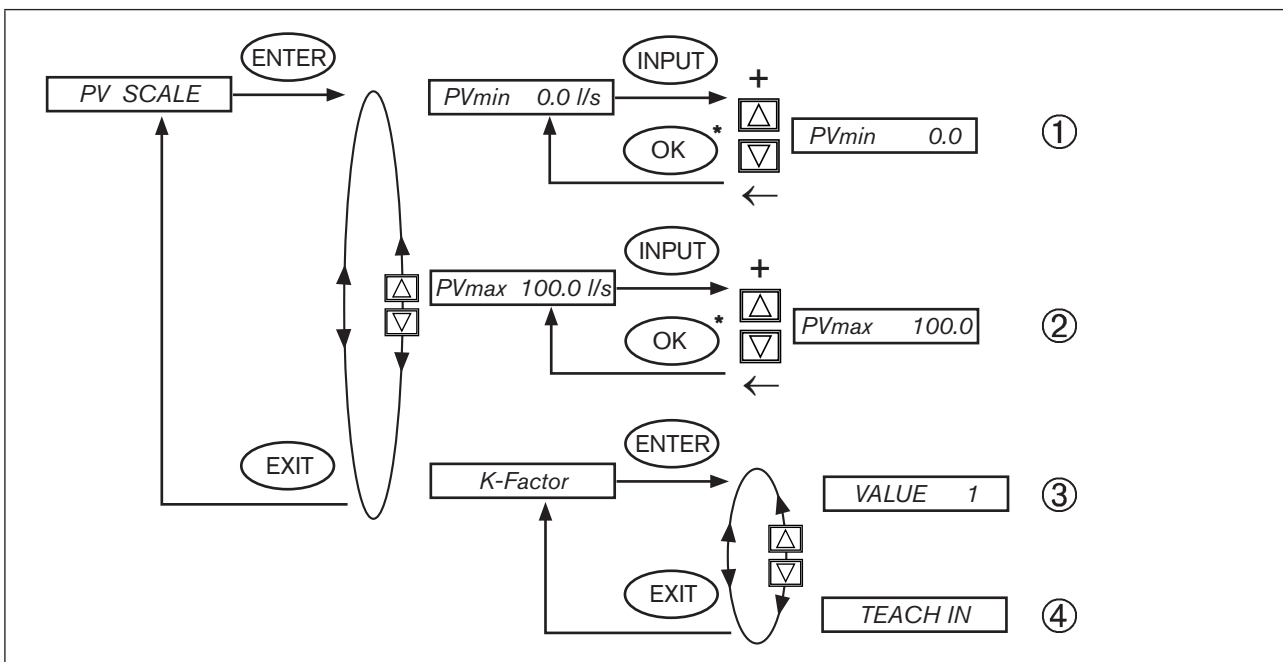 ENTER
PV SCALE
INPUT
PVmin 0.0 l/s
+
OK *
PVmin 0.0
①
←
INPUT
PVmax 100.0 l/s
+
OK *
PVmax 100.0
②
←
ENTER
EXIT
K-Factor
VALUE 1
③
EXIT
TEACH IN
④